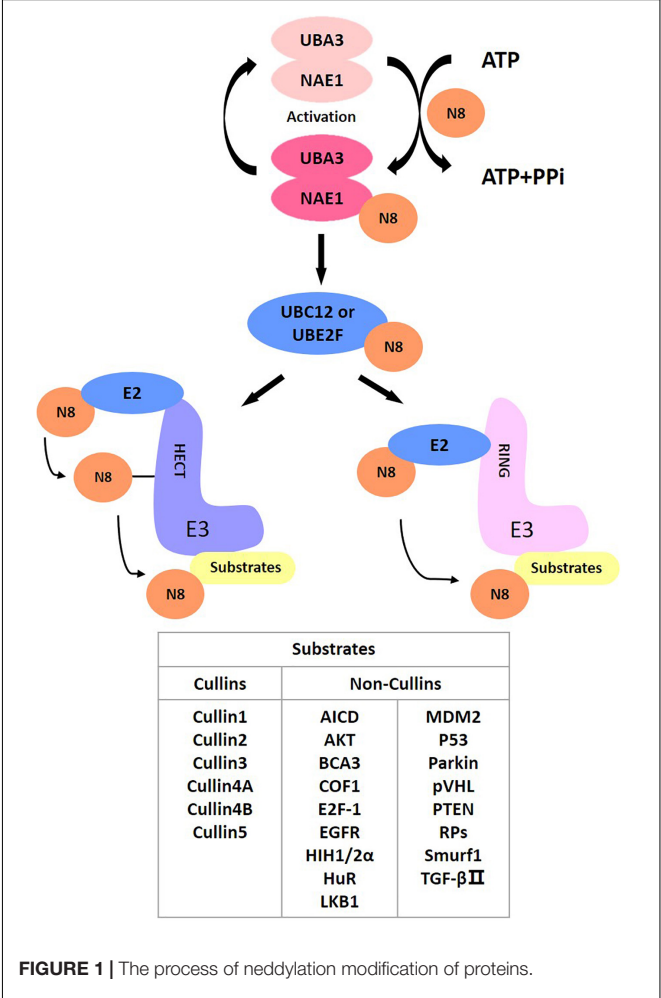 UBA3
NAE1
ATP
N8
Activation
UBA3
NAE1
N8
ATP+PPi
UBC12 or
UBE2F
N8
E2
N8
N8
HECT
E3
Substrates
N8
E2
N8
RING
E3
Substrates
N8
Substrates
Cullins
Non-Cullins
Cullin1
Cullin2
Cullin3
Cullin4A
Cullin4B
Cullin5
AICD
AKT
BCA3
COF1
E2F-1
EGFR
HIH1/2α
HuR
LKB1
MDM2
P53
Parkin
pVHL
PTEN
RPs
Smurf1
TGF-βⅡ
FIGURE 1 | The process of neddylation modification of proteins.